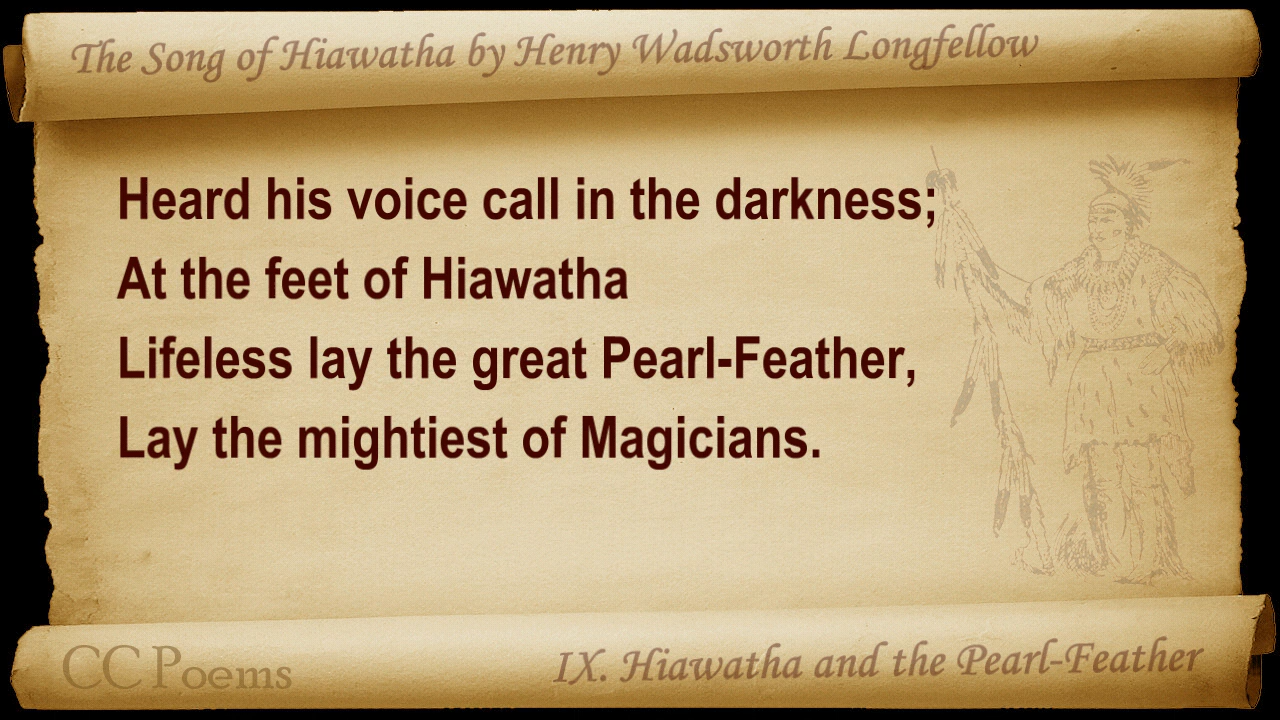 The Song of Hiawatha by Henry Wadsworth Longfellow
Heard his voice call in the darkness;
At the feet of Hiawatha
Lifeless lay the great Pearl-Feather,
Lay the mightiest of Magicians.
CC Poems
IX. Hiawatha and the Pearl-Feather